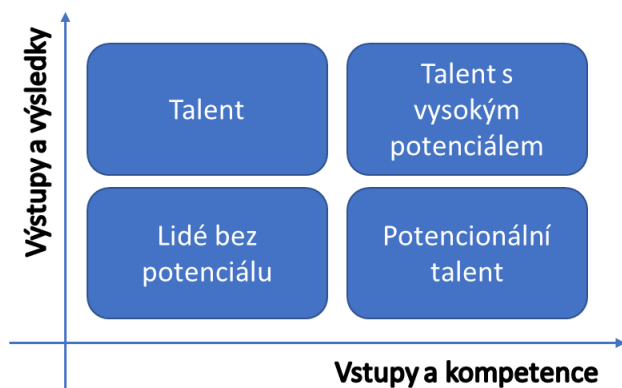 Výstupy a výsledky
Talent
Talent s
vysokým
potenciálem
Lidé bez
potenciálu
Potencionální
talent
Vstupy a kompetence